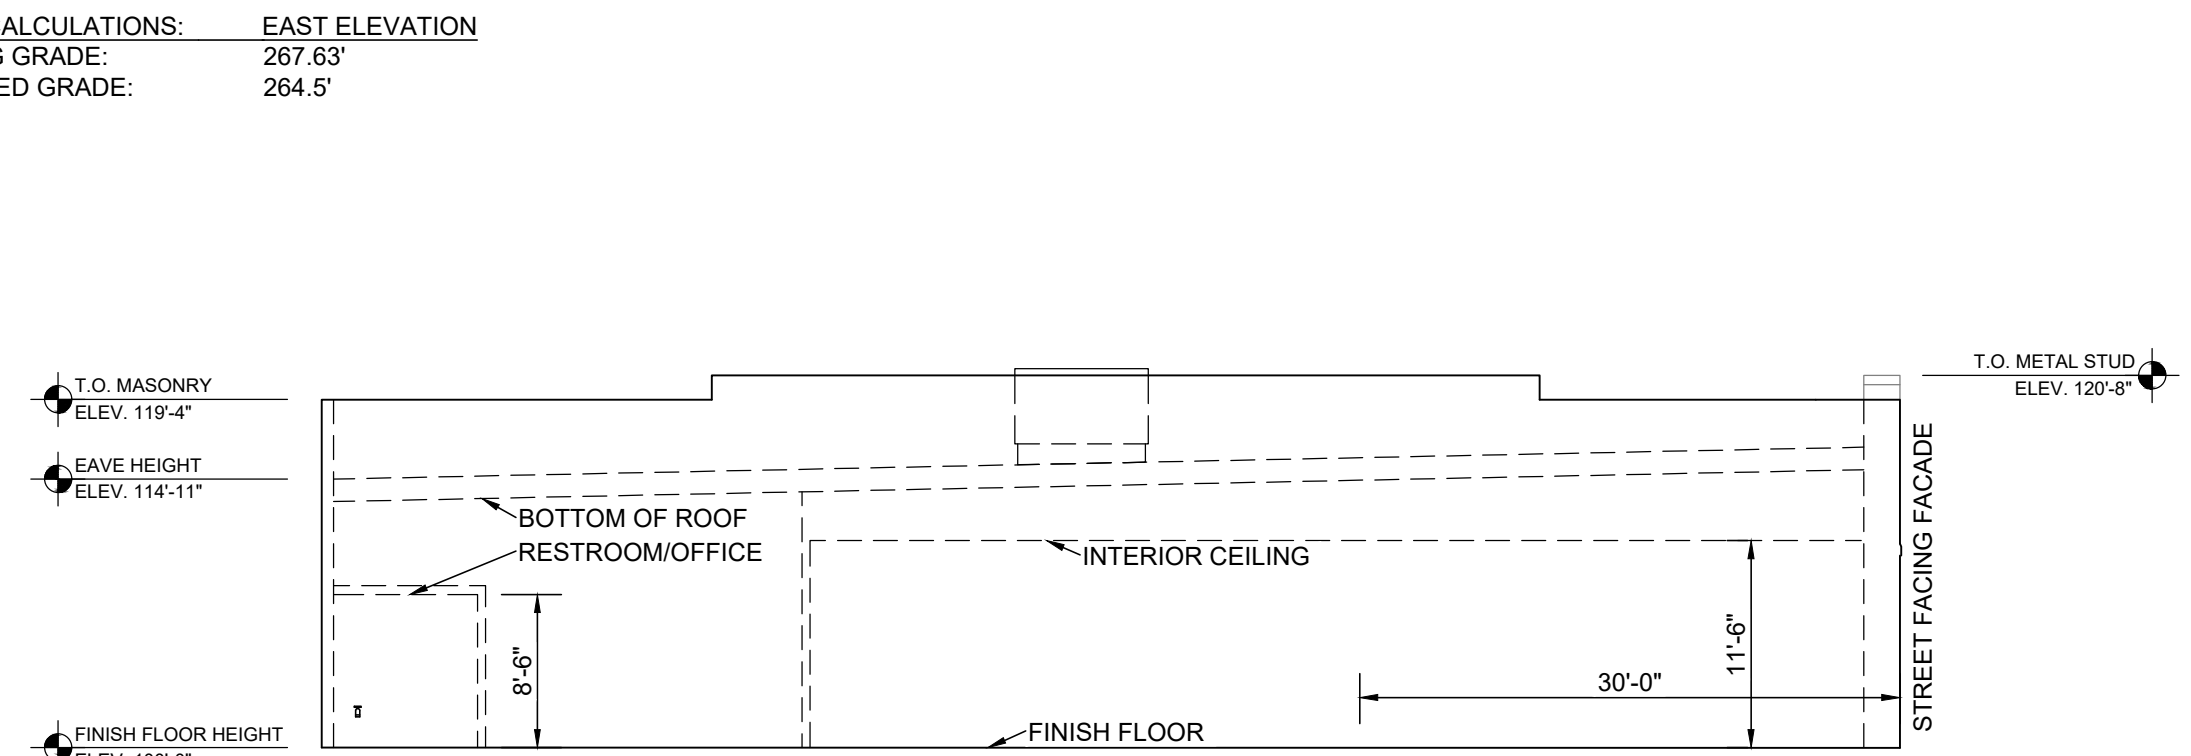 ALCULATIONS: EAST ELEVATION
GRADE: 267.63'
ED GRADE: 264.5'
T.O. METAL STUD
ELEV. 120'-8"
T.O. MASONRY
ELEV. 119'-4"
EAVE HEIGHT
ELEV. 114'-11"
BOTTOM OF ROOF
RESTROOM/OFFICE
INTERIOR CEILING
STREET FACING FACADE
8'-6"
11'-6"
30'-0"
FINISH FLOOR
FINISH FLOOR HEIGHT